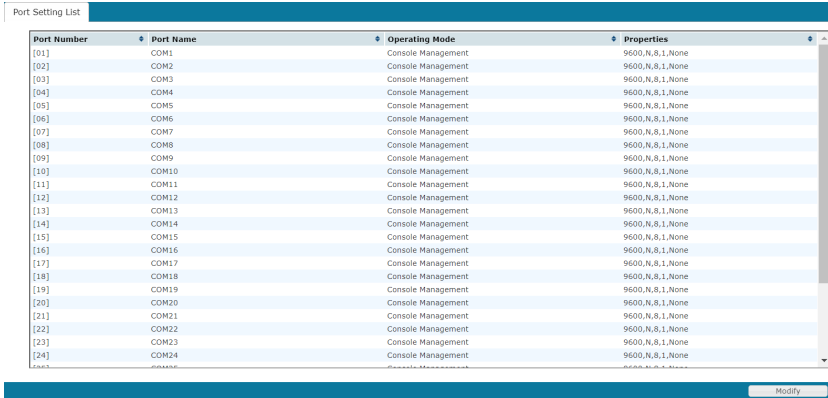 Port Setting List
Port Number Port Name Operating Mode Properties
[01] COM1 Console Management 9600,N,8,1,None
[02] COM2 Console Management 9600,N,8,1,None
[03] COM3 Console Management 9600,N,8,1,None
[04] COM4 Console Management 9600,N,8,1,None
[05] COM5 Console Management 9600,N,8,1,None
[06] COM6 Console Management 9600,N,8,1,None
[07] COM7 Console Management 9600,N,8,1,None
[08] COM8 Console Management 9600,N,8,1,None
[09] COM9 Console Management 9600,N,8,1,None
[10] COM10 Console Management 9600,N,8,1,None
[11] COM11 Console Management 9600,N,8,1,None
[12] COM12 Console Management 9600,N,8,1,None
[13] COM13 Console Management 9600,N,8,1,None
[14] COM14 Console Management 9600,N,8,1,None
[15] COM15 Console Management 9600,N,8,1,None
[16] COM16 Console Management 9600,N,8,1,None
[17] COM17 Console Management 9600,N,8,1,None
[18] COM18 Console Management 9600,N,8,1,None
[19] COM19 Console Management 9600,N,8,1,None
[20] COM20 Console Management 9600,N,8,1,None
[21] COM21 Console Management 9600,N,8,1,None
[22] COM22 Console Management 9600,N,8,1,None
[23] COM23 Console Management 9600,N,8,1,None
[24] COM24 Console Management 9600,N,8,1,None
Modify